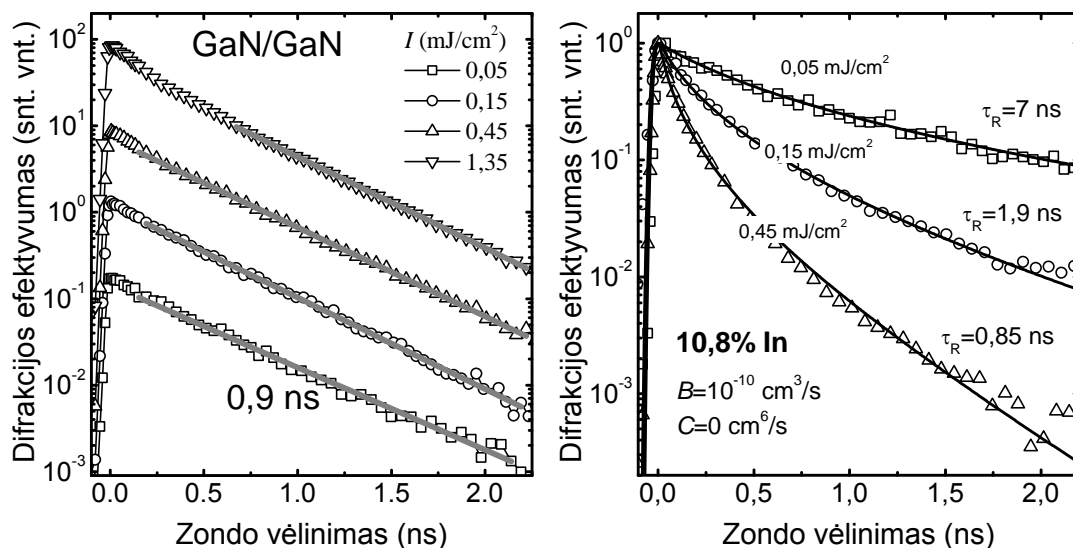 Difrakcijos efektyvumas (snt. vnt.)
10²
10¹
10⁰
10⁻¹
10⁻²
10⁻³
GaN/GaN
I (mJ/cm²)
0,05
0,15
0,45
1,35
0,9 ns
0.0 0.5 1.0 1.5 2.0
Zondo vėlinimas (ns)
Difrakcijos efektyvumas (snt. vnt.)
10⁰
10⁻¹
10⁻²
10⁻³
0,05 mJ/cm²
τR=7 ns
0,15 mJ/cm²
τR=1,9 ns
0,45 mJ/cm²
τR=0,85 ns
10,8% In
B=10⁻¹⁰ cm³/s
C=0 cm⁶/s
0,0 0,5 1,0 1,5 2,0
Zondo vėlinimas (ns)